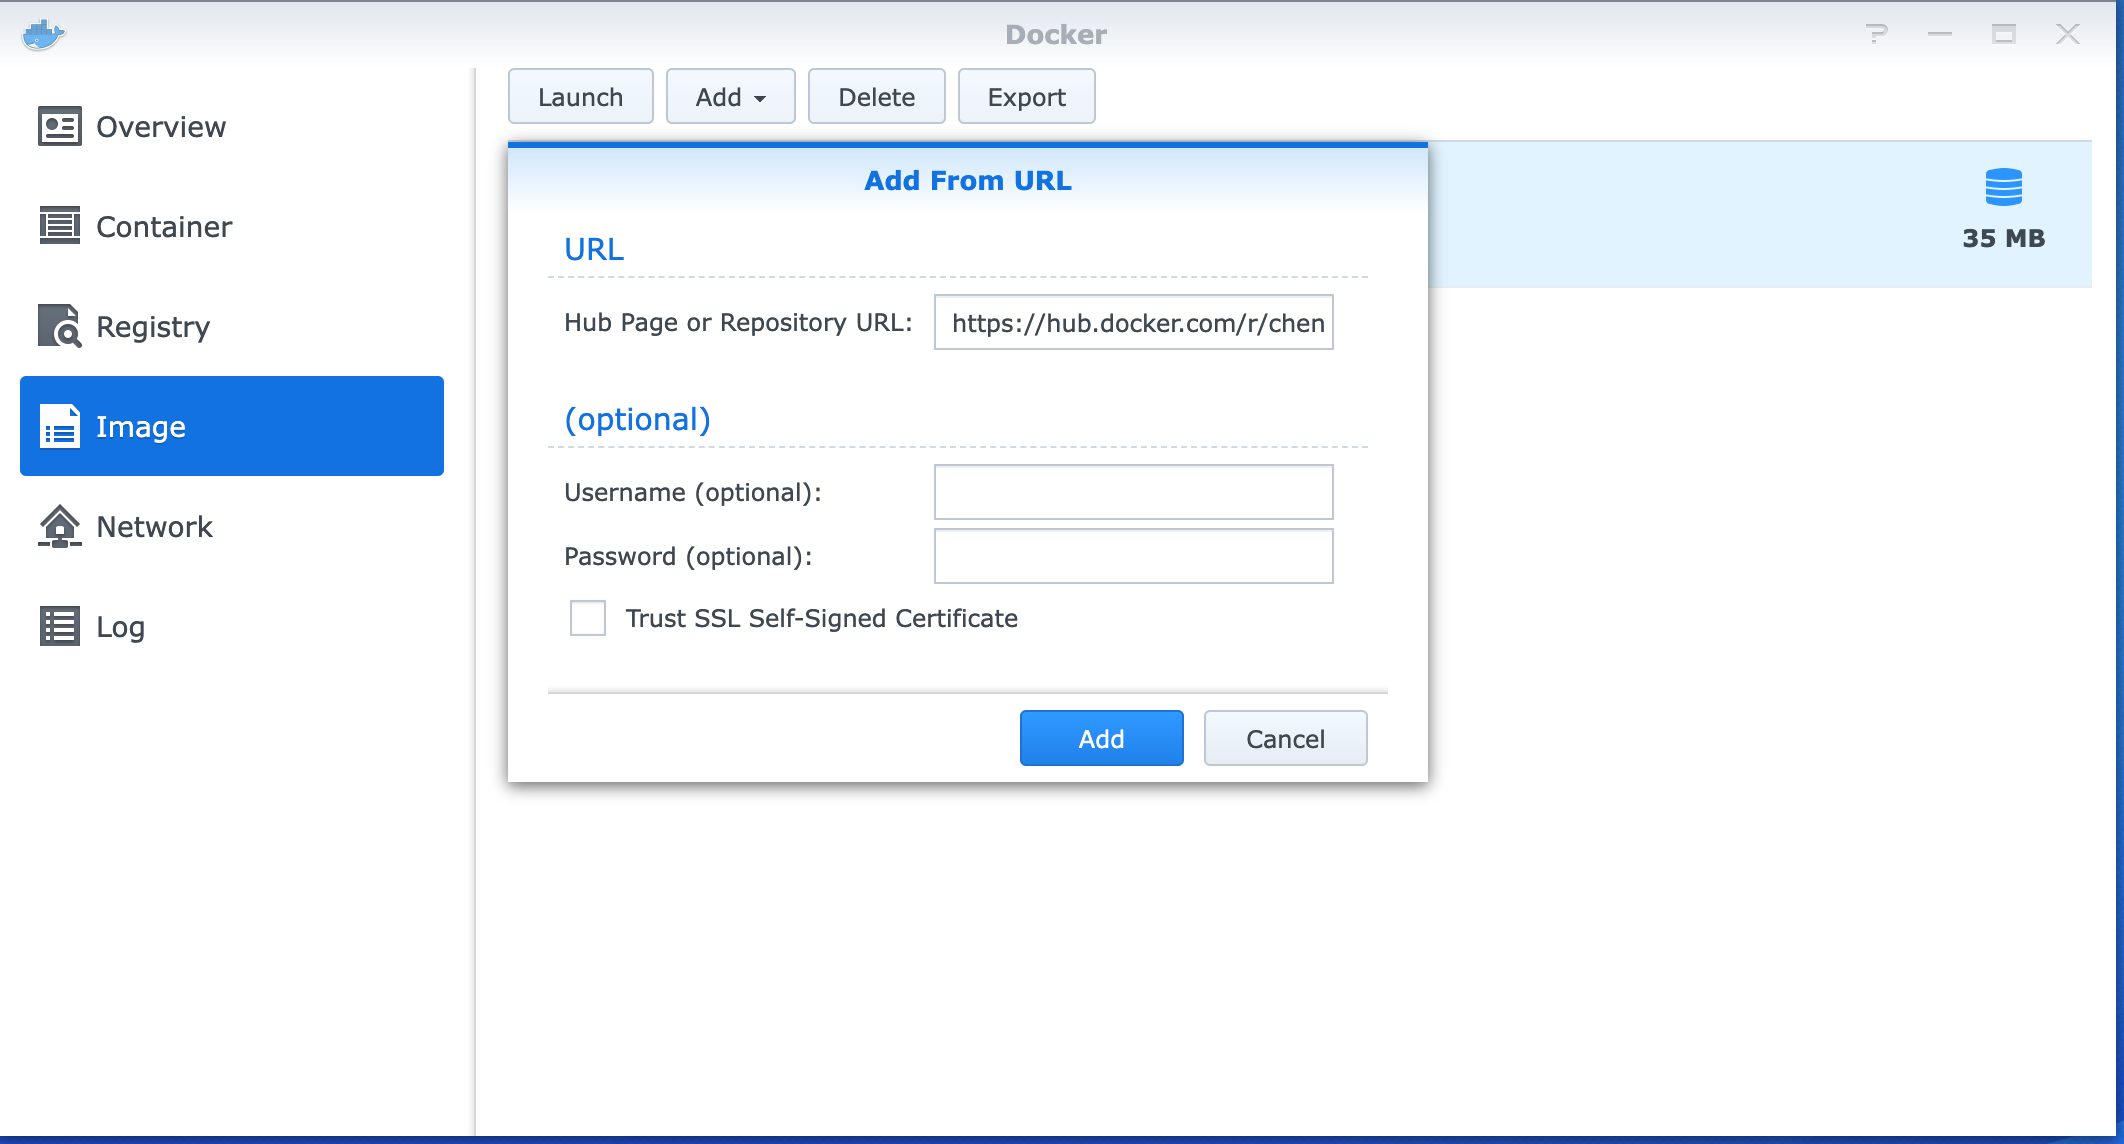 Docker
Overview
Container
Registry
Image
Network
Log
Launch Add Delete Export
Add From URL
URL
Hub Page or Repository URL: https://hub.docker.com/r/chen
(optional)
Username (optional):
Password (optional):
Trust SSL Self-Signed Certificate
Add Cancel
35 MB